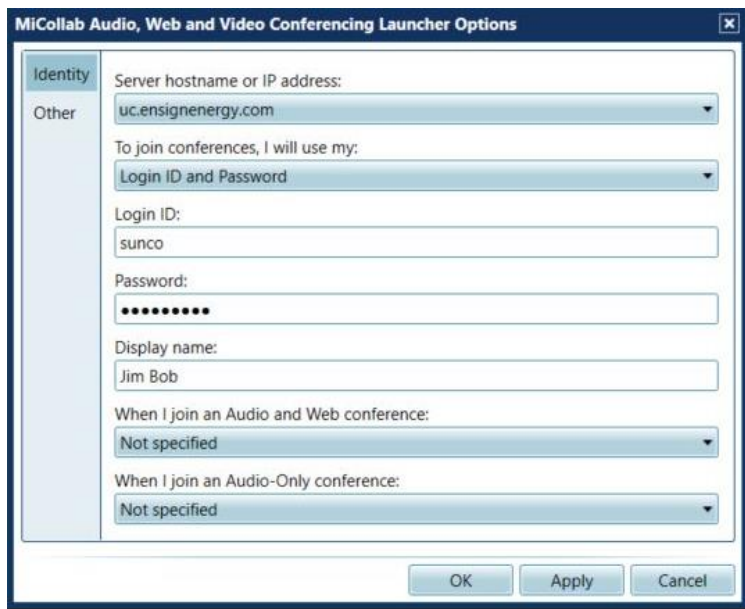 MiCollab Audio, Web and Video Conferencing Launcher Options
Identity
Other
Server hostname or IP address:
uc.ensignenergy.com
To join conferences, I will use my:
Login ID and Password
Login ID:
sunco
Password:
●●●●●●●●●
Display name:
Jim Bob
When I join an Audio and Web conference:
Not specified
When I join an Audio-Only conference:
Not specified
OK Apply Cancel